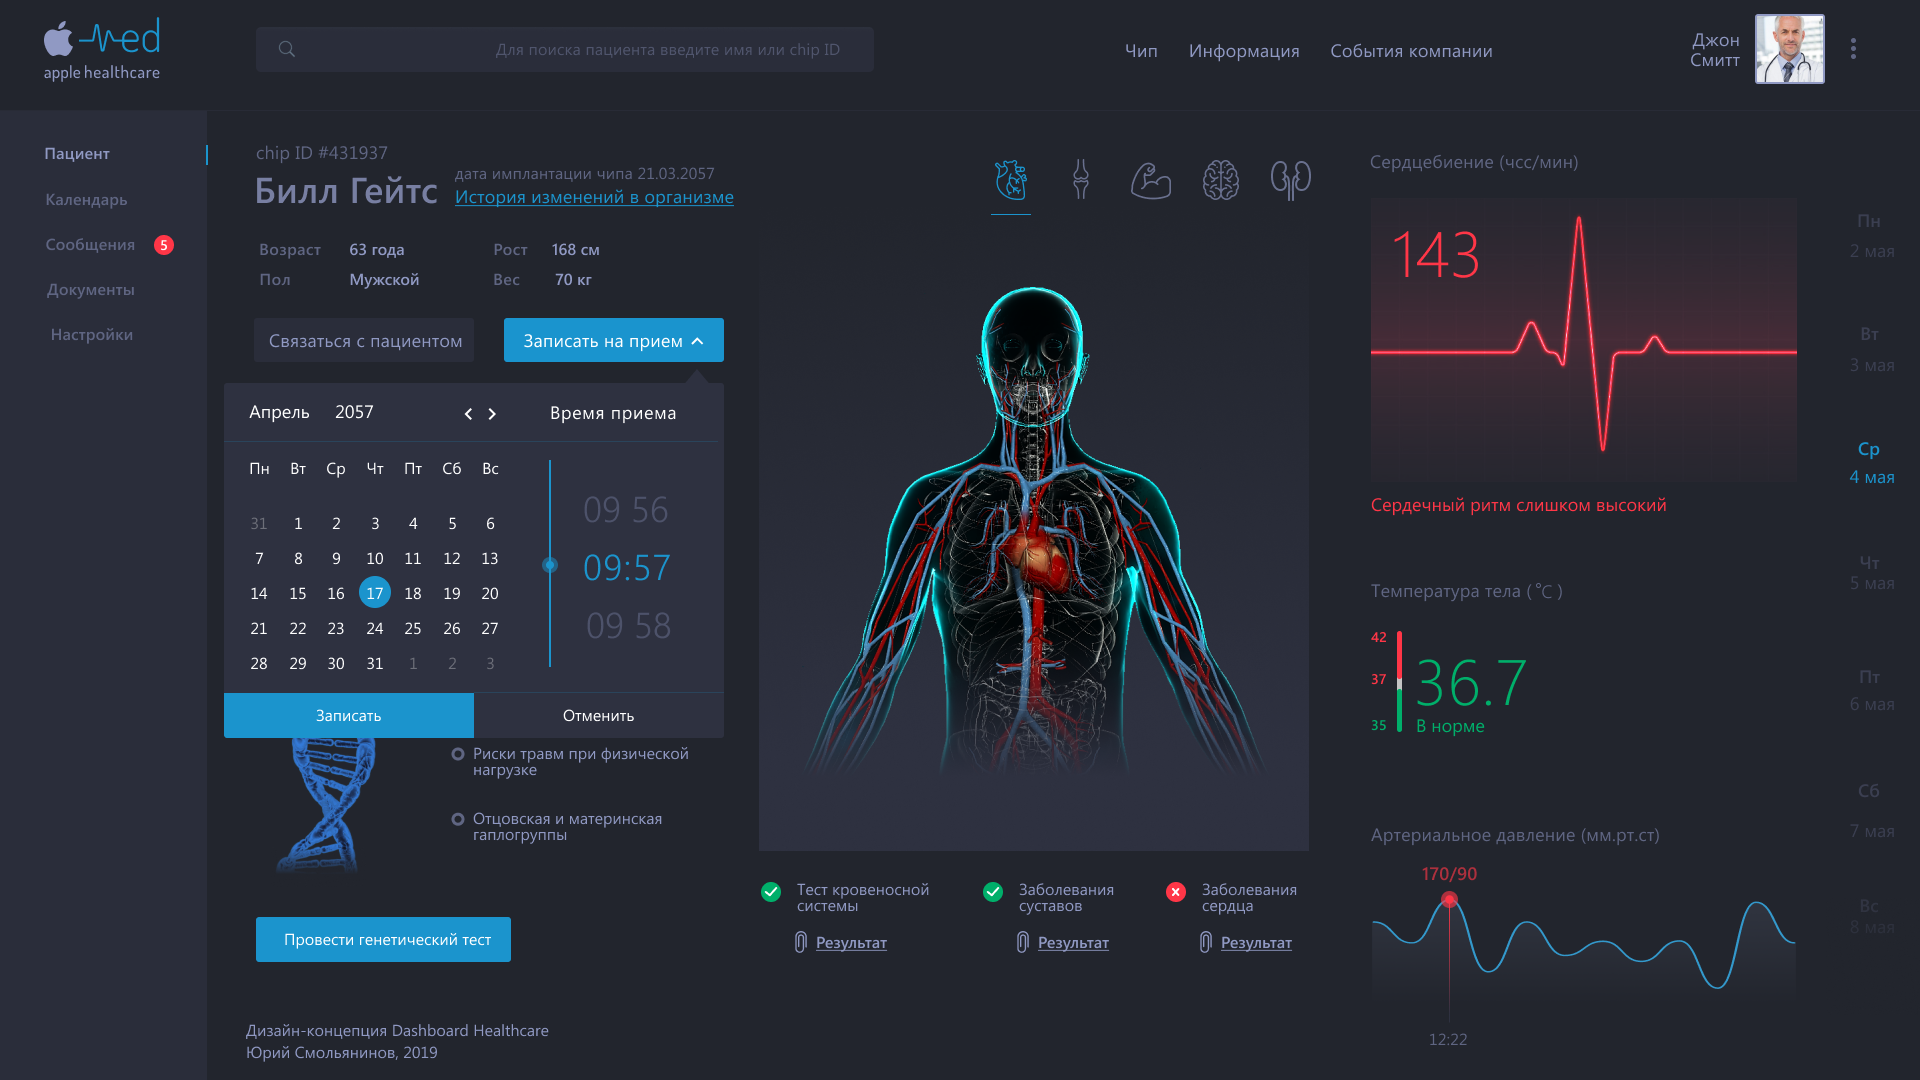 med
apple healthcare
Для поиска пациента введите имя или chip ID
Чип
Информация
События компании
Джон
Смитт
Пациент
Календарь
Сообщения
5
Документы
Настройки
chip ID #431937
Билл Гейтс
дата имплантации чипа 21.03.2057
История изменений в организме
Возраст 63 года
Рост 168 см
Пол Мужской
Вес 70 кг
Связаться с пациентом
Записать на прием
Апрель 2057
Время приема
Пн Вт Ср Чт Пт Сб Вс
31 1 2 3 4 5 6
7 8 9 10 11 12 13
14 15 16 17 18 19 20
21 22 23 24 25 26 27
28 29 30 31 1 2 3
09 56
09:57
09 58
Записать
Отменить
Риски травм при физической
нагрузке
Отцовская и материнская
гаплогруппы
Провести генетический тест
Дизайн-концепция Dashboard Healthcare
Юрий Смольянинов, 2019
Тест кровеносной
системы
Результат
Заболевания
суставов
Результат
Заболевания
сердца
Результат
Сердцебиение (чсс/мин)
143
Сердечный ритм слишком высокий
Температура тела ( °C )
42
37
35
36.7
В норме
Артериальное давление (мм.рт.ст)
170/90
12:22
Пн
2 мая
Вт
3 мая
Ср
4 мая
Чт
5 мая
Пт
6 мая
Сб
7 мая
Вс
8 мая